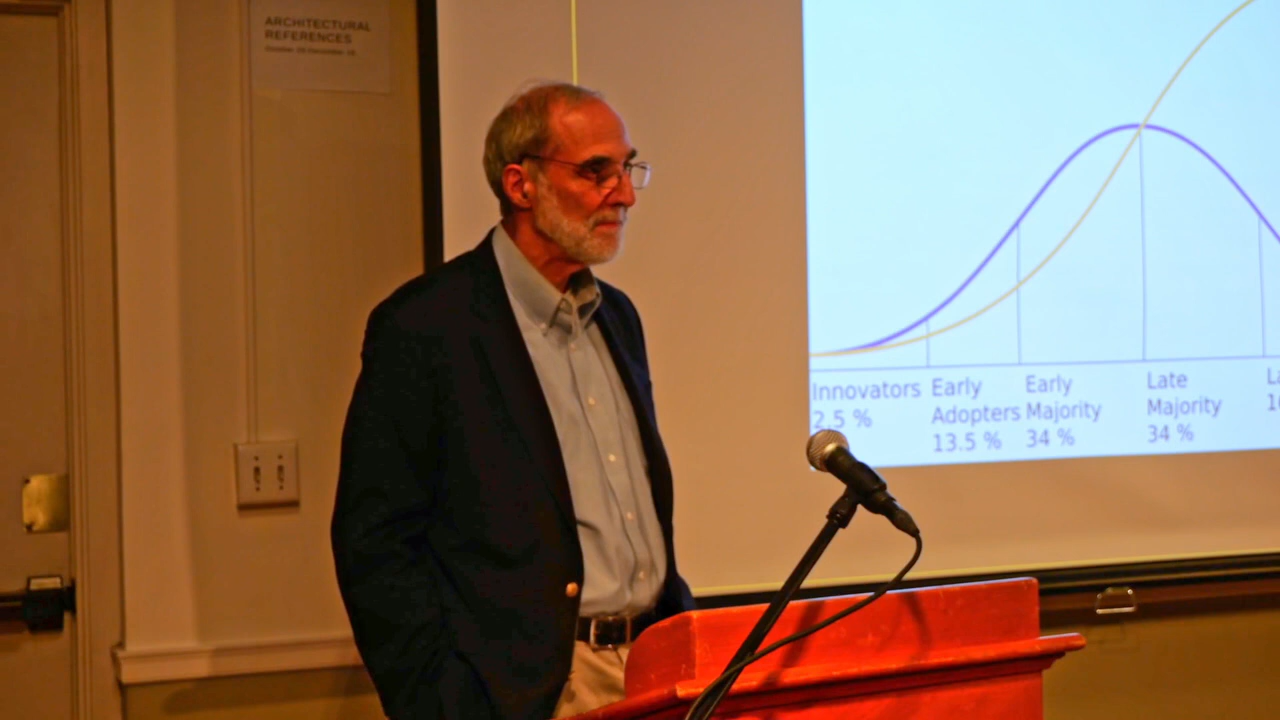 ARCHITECTURAL
REFERENCES
Innovators
2.5 %
Early
Adopters
13.5 %
Early
Majority
34 %
Late
Majority
34 %